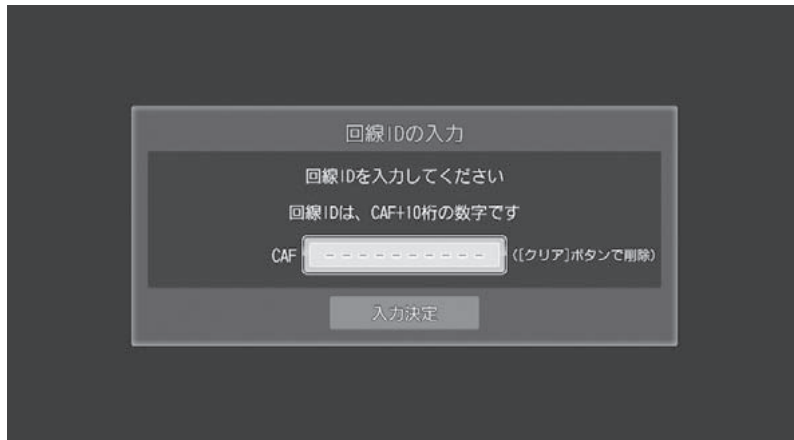 回線IDの入力
回線IDを入力してください
回線IDは、CAF+10桁の数字です
CAF - - - - - - - - - - ([クリア]ボタンで削除)
入力決定